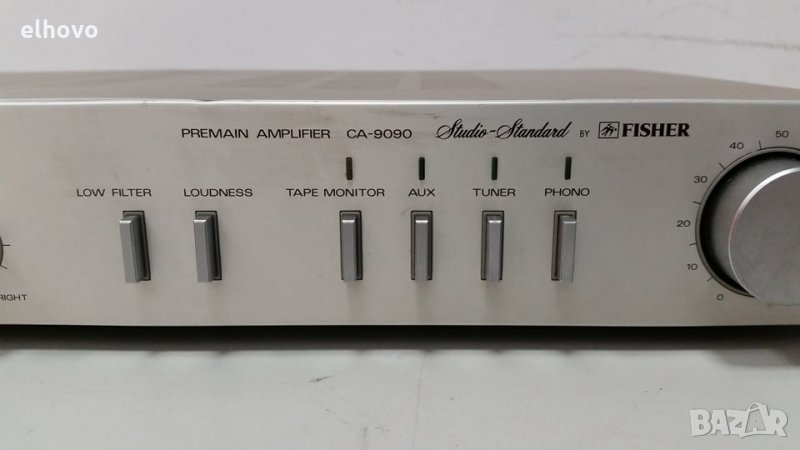 elhovo
PREMAIN AMPLIFIER CA-9090 Studio-Standard BY FISHER
LOW FILTER LOUDNESS TAPE MONITOR AUX TUNER PHONO
RIGHT
0 10 20 30 40 50
BAZAR